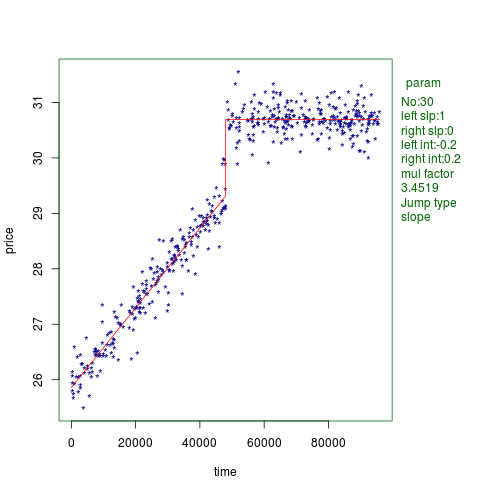 param
No:30
left slp:1
right slp:0
left int:-0.2
right int:0.2
mul factor
3.4519
Jump type
slope
31
30
29
28
27
26
price
0 20000 40000 60000 80000
time